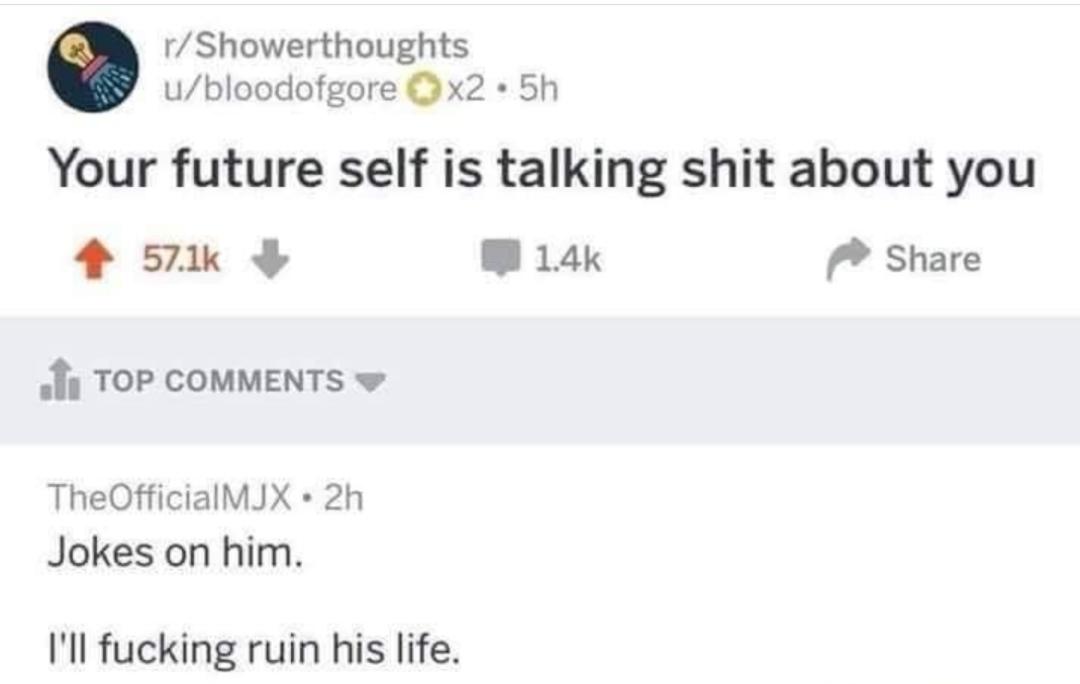 r/Showerthoughts
u/bloodofgore x2 • 5h
Your future self is talking shit about you
57.1k 1.4k Share
TOP COMMENTS
TheOfficialMJX • 2h
Jokes on him.
I'll fucking ruin his life.